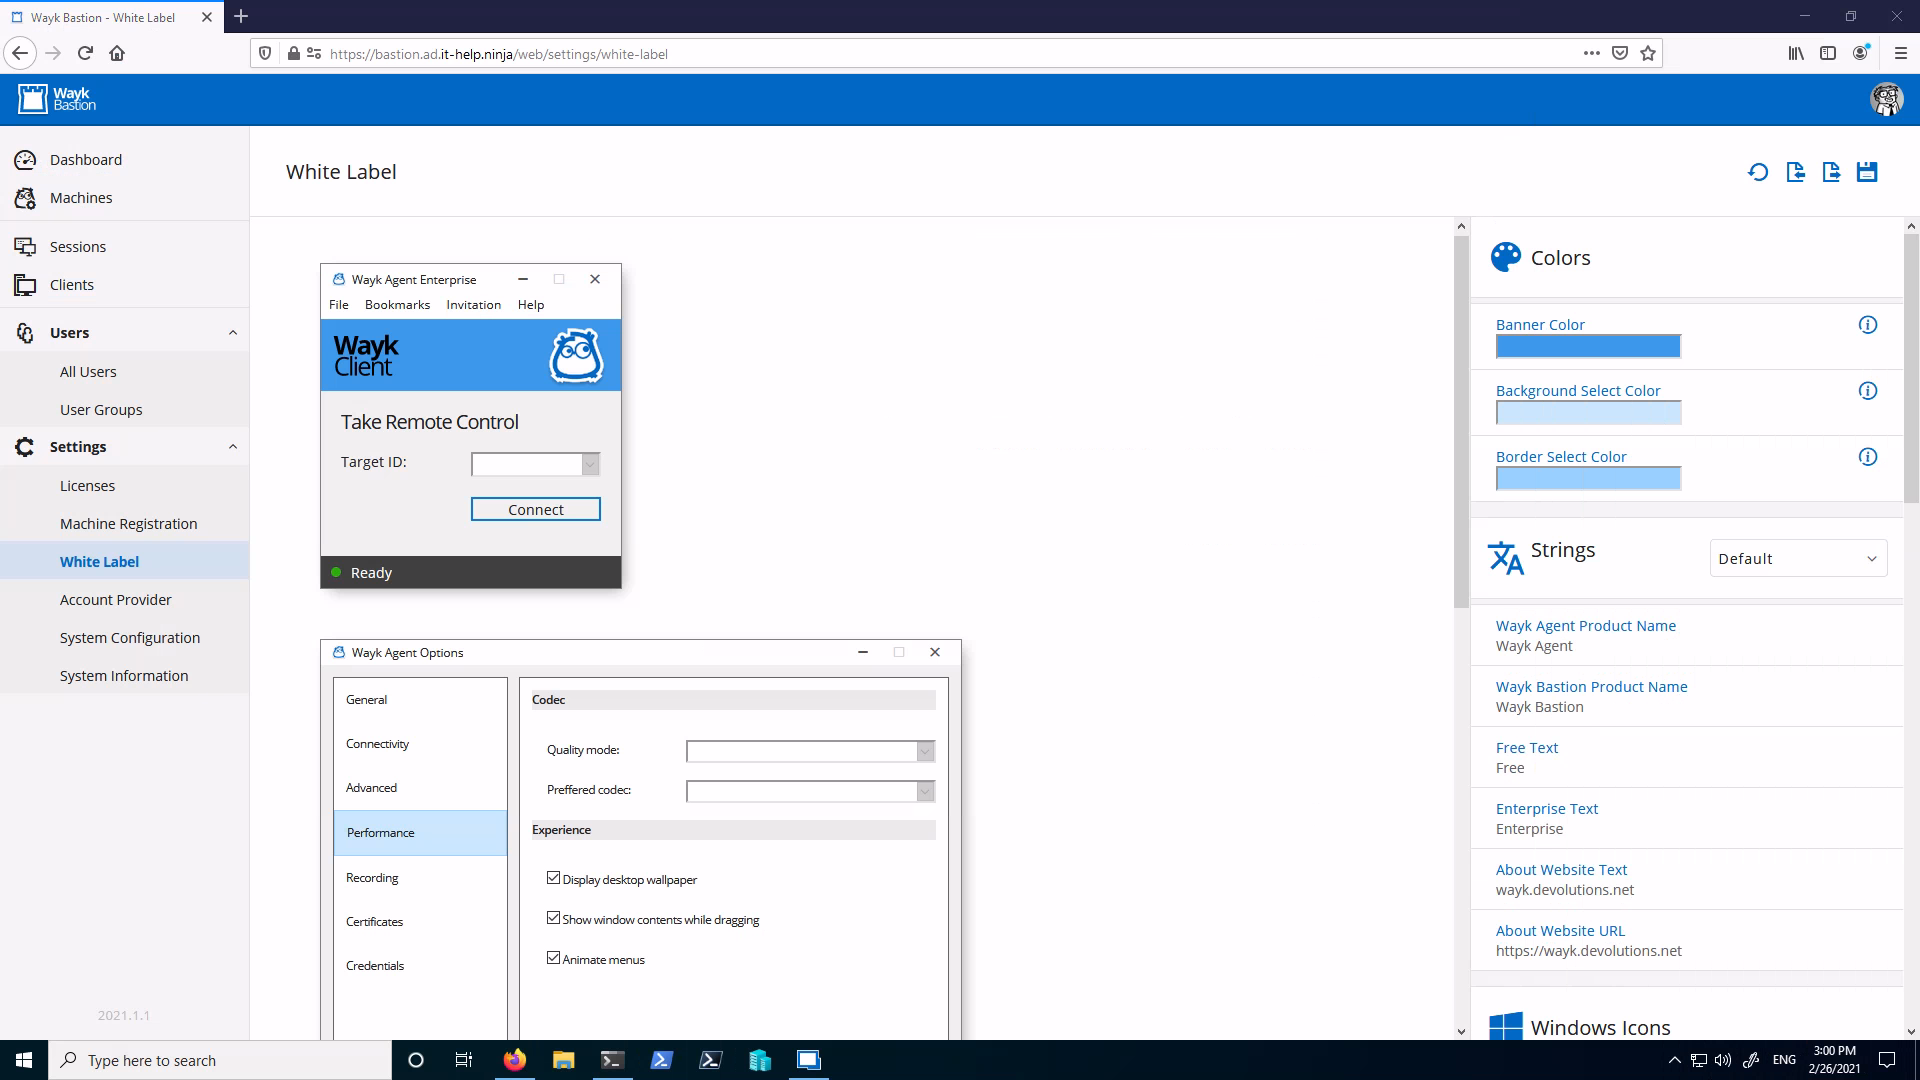 Wayk Bastion - White Label
https://bastion.ad.it-help.ninja/web/settings/white-label
Wayk
Bastion
Dashboard
Machines
Sessions
Clients
Users
All Users
User Groups
Settings
Licenses
Machine Registration
White Label
Account Provider
System Configuration
System Information
2021.1.1
White Label
Wayk Agent Enterprise
File Bookmarks Invitation Help
Wayk
Client
Take Remote Control
Target ID:
Connect
Ready
Wayk Agent Options
General
Connectivity
Advanced
Performance
Recording
Certificates
Credentials
Codec
Quality mode:
Preffered codec:
Experience
Display desktop wallpaper
Show window contents while dragging
Animate menus
Colors
Banner Color
Background Select Color
Border Select Color
Strings
Default
Wayk Agent Product Name
Wayk Agent
Wayk Bastion Product Name
Wayk Bastion
Free Text
Free
Enterprise Text
Enterprise
About Website Text
wayk.devolutions.net
About Website URL
https://wayk.devolutions.net
Windows Icons
Type here to search
ENG
3:00 PM
2/26/2021